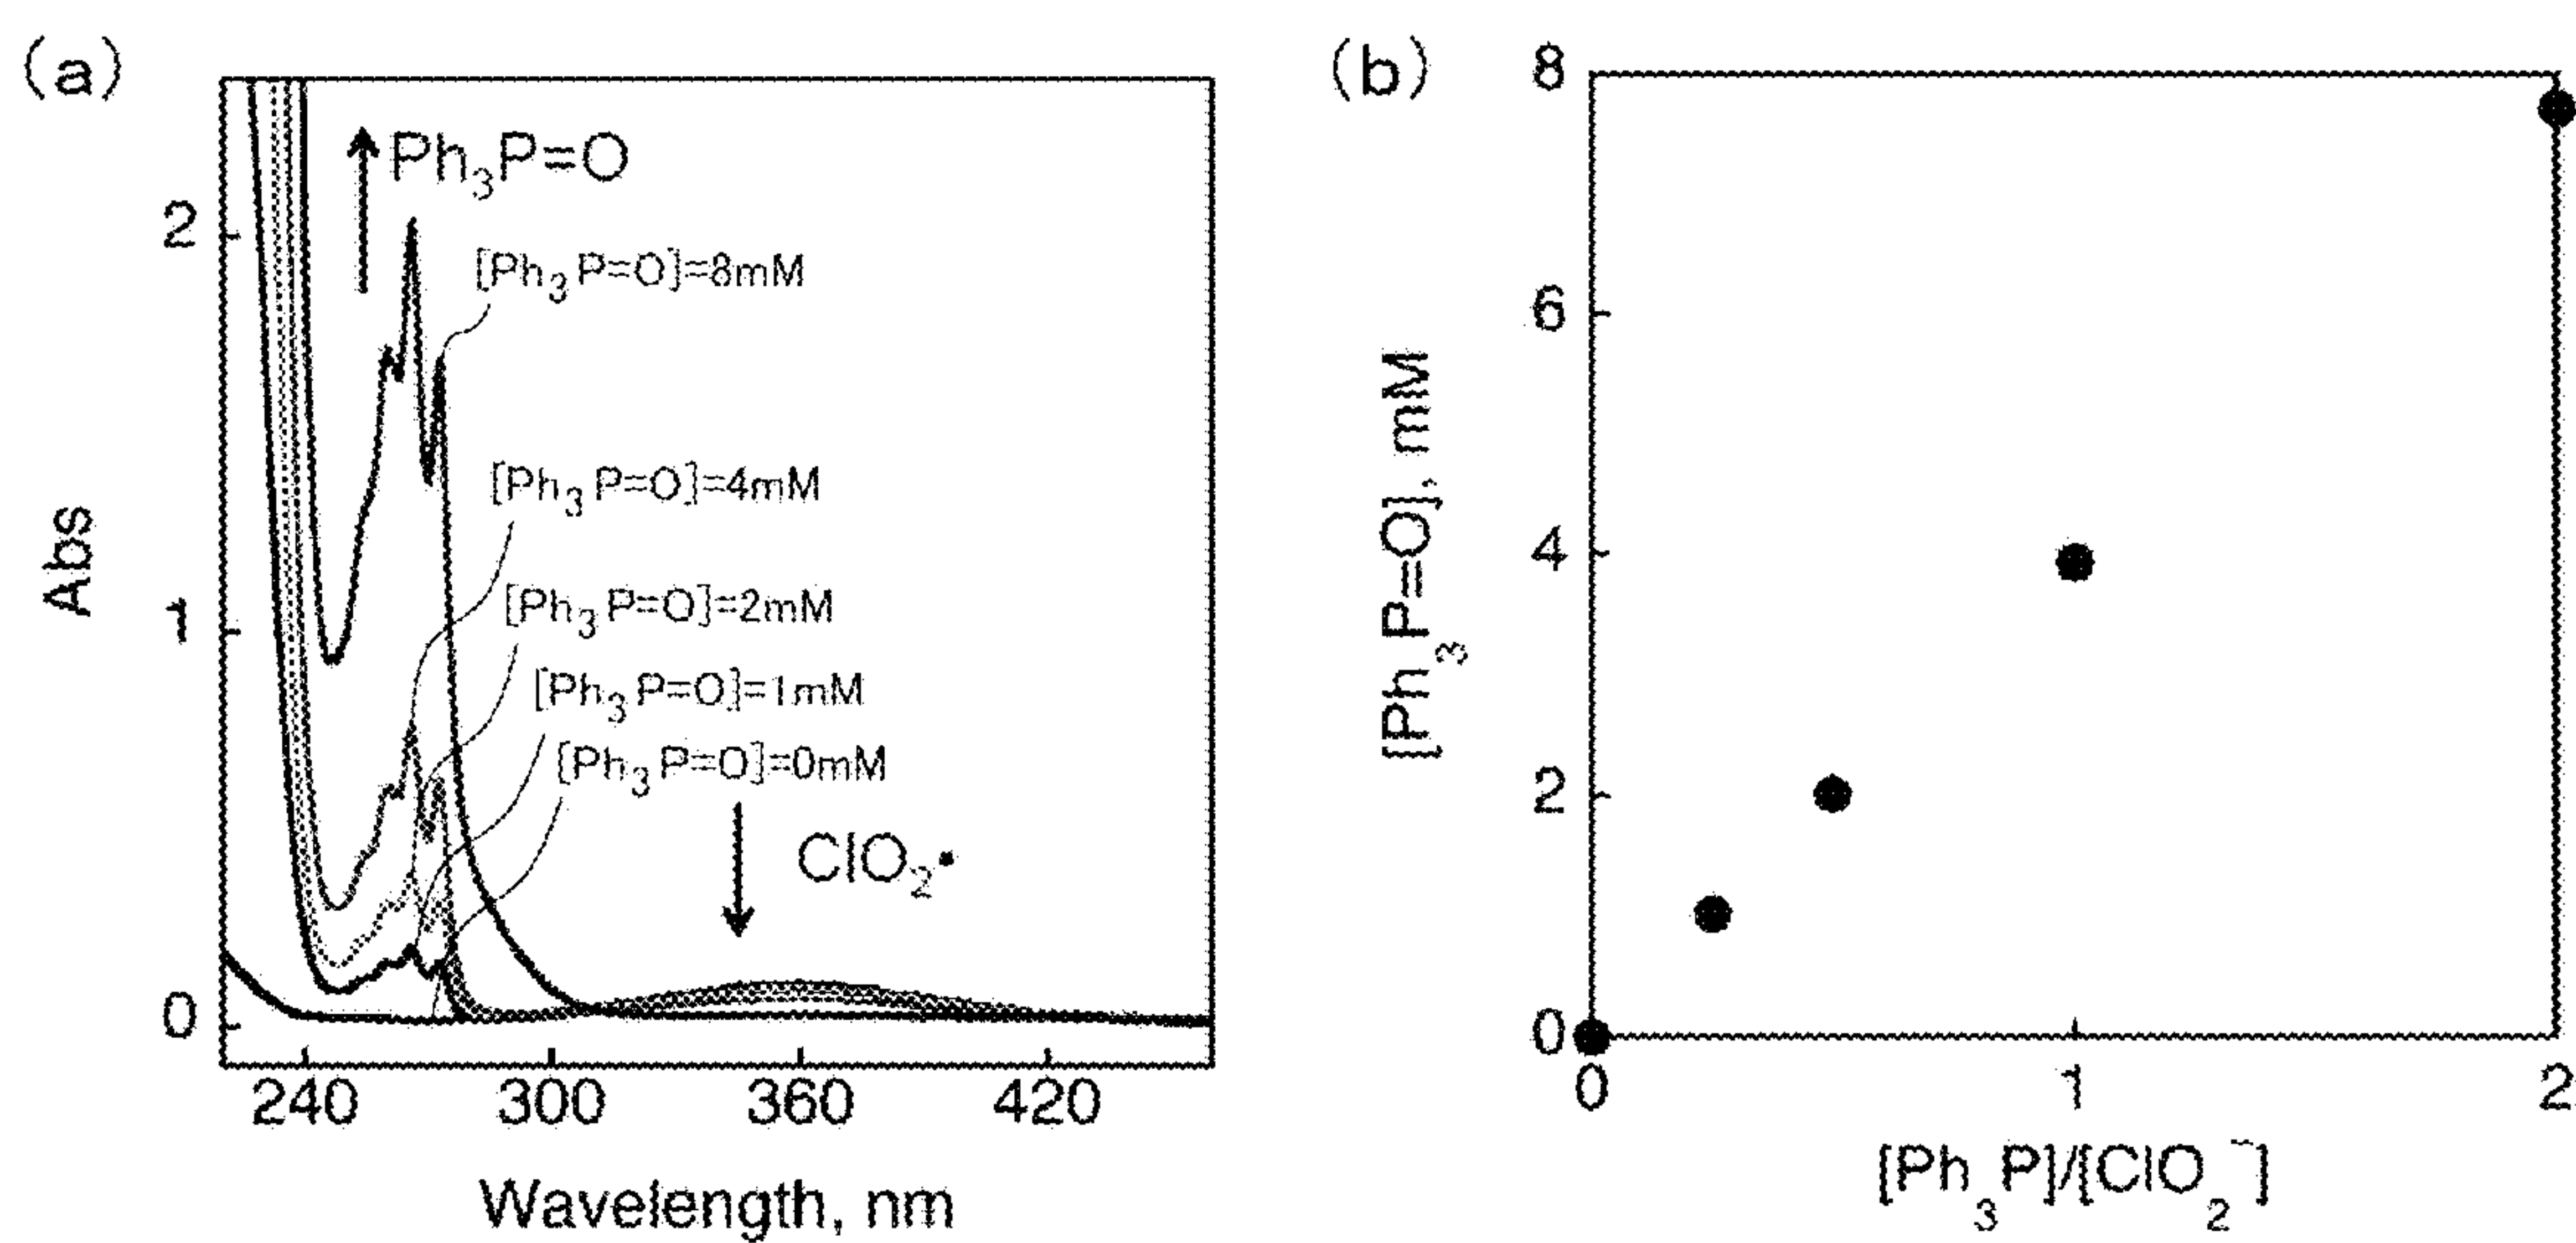 (a)
Ph₃P=O
[Ph₃P=O]=8mM
[Ph₃P=O]=4mM
[Ph₃P=O]=2mM
[Ph₃P=O]=1mM
[Ph₃P=O]=0mM
ClO₂•
2
1
0
Abs
240 300 360 420
Wavelength, nm
(b)
8
6
4
2
0
[Ph₃P=O], mM
0 1 2
[Ph₃P]/[ClO₂⁻]